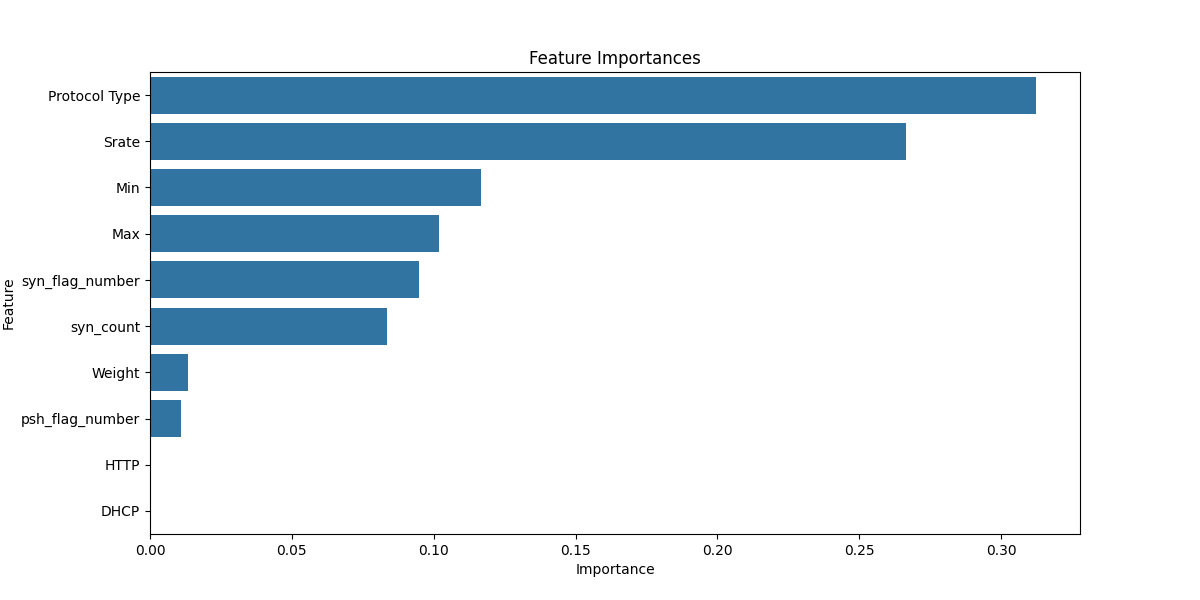 Feature Importances
Protocol Type
Srate
Min
Max
syn_flag_number
syn_count
Weight
psh_flag_number
HTTP
DHCP
Feature
0.00 0.05 0.10 0.15 0.20 0.25 0.30
Importance